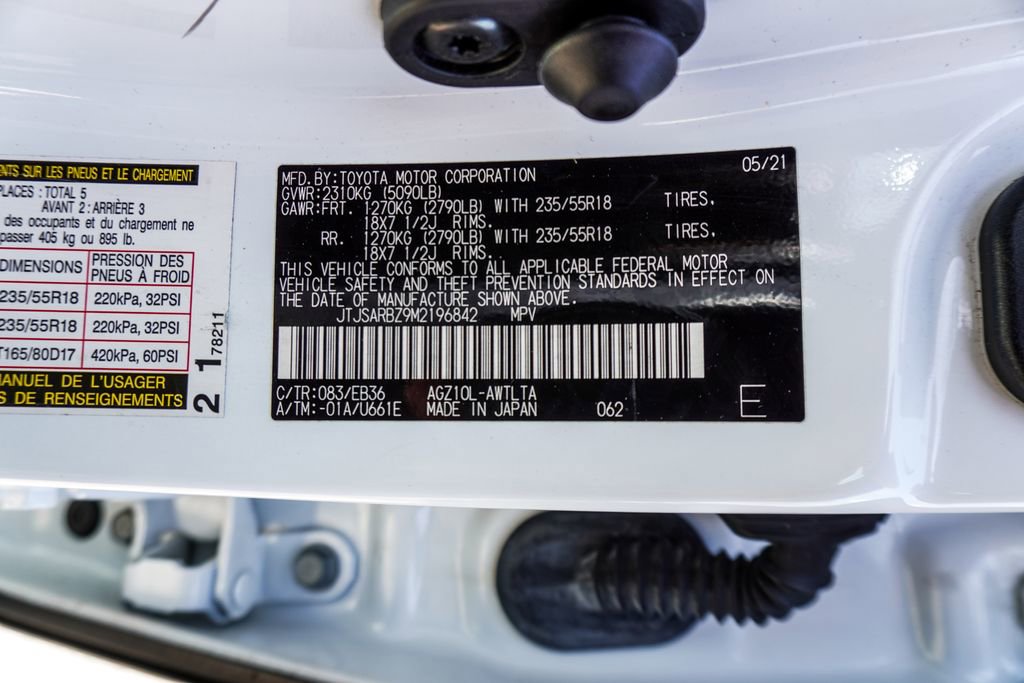 ENTS SUR LES PNEUS ET LE CHARGEMENT
PLACES : TOTAL 5
AVANT 2 : ARRIÈRE 3
des occupants et du chargement ne
passer 405 kg ou 895 lb.
DIMENSIONS PRESSION DES PNEUS À FROID
235/55R18 220kPa, 32PSI
235/55R18 220kPa, 32PSI
T165/80D17 420kPa, 60PSI
MANUEL DE L'USAGER
S DE RENSEIGNEMENTS
2 1 78211
05/21
MFD.BY:TOYOTA MOTOR CORPORATION
GVWR:2310KG (5090LB)
GAWR:FRT. 1270KG (2790LB) WITH 235/55R18 TIRES.
18X7 1/2J RIMS.
RR. 1270KG (2790LB) WITH 235/55R18 TIRES.
18X7 1/2J RIMS.
THIS VEHICLE CONFORMS TO ALL APPLICABLE FEDERAL MOTOR
VEHICLE SAFETY AND THEFT PREVENTION STANDARDS IN EFFECT ON
THE DATE OF MANUFACTURE SHOWN ABOVE.
JTJSARBZ9M2196842 MPV
C/TR:083/EB36 AGZ10L-AWTLTA
A/TM:-01A/U661E MADE IN JAPAN 062 E